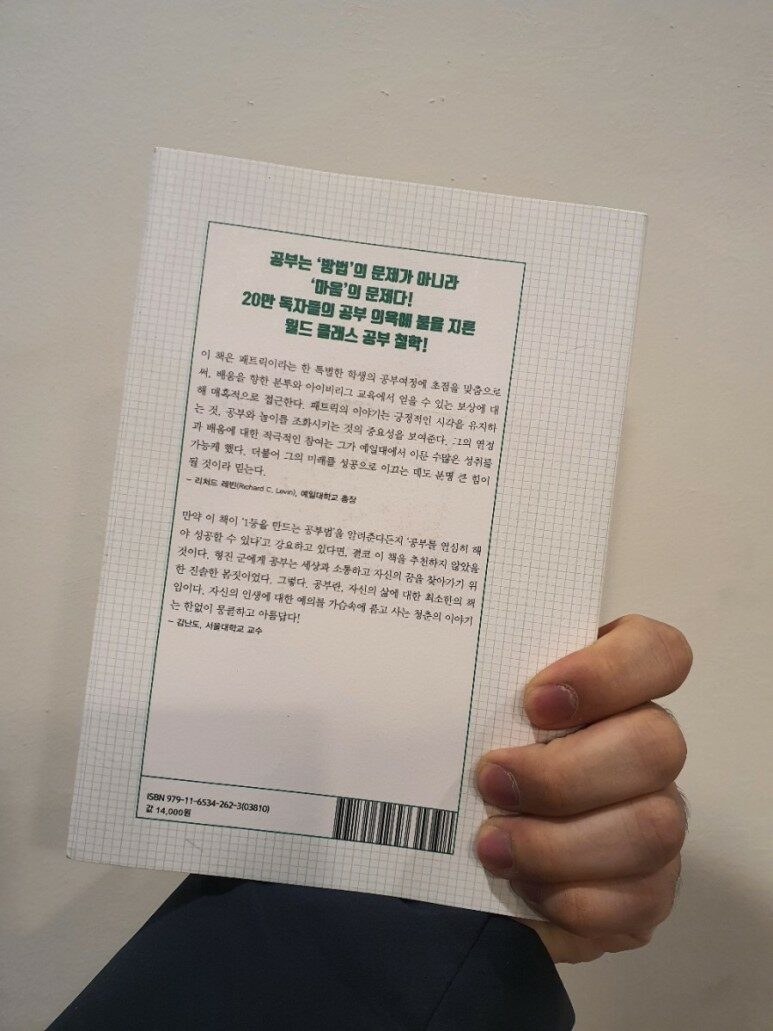 공부는 ‘방법’의 문제가 아니라
‘마음’의 문제다!
20만 독자들의 공부 의욕에 불을 지른
월드 클래스 공부 철학!
이 책은 패트릭이라는 한 특별한 학생의 공부여정에 초점을 맞춤으로
써, 배움을 향한 분투와 아이비리그 교육에서 얻을 수 있는 보상에 대
해 매혹적으로 접근한다. 패트릭의 이야기는 긍정적인 시각을 유지하
는 것, 공부와 놀이를 조화시키는 것의 중요성을 보여준다. 그의 열정
과 배움에 대한 적극적인 참여는 그가 예일대에서 이룬 수많은 성취를
가능케 했다. 더불어 그의 미래를 성공으로 이끄는 데도 분명 큰 힘이
될 것이라 믿는다.
- 리처드 레빈(Richard C. Levin), 예일대학교 총장
만약 이 책이 ‘1등을 만드는 공부법’을 알려준다든지 ‘공부를 열심히 해
야 성공할 수 있다’고 강요하고 있다면, 결코 이 책을 추천하지 않았을
것이다. 형진 군에게 공부는 세상과 소통하고 자신의 꿈을 찾아가기 위
한 진솔한 몸짓이었다. 그렇다. 공부란, 자신의 삶에 대한 최소한의 책
임이다. 자신의 인생에 대한 예의를 가슴속에 품고 사는 청춘의 이야기
는 한없이 뭉클하고 아름답다!
- 김난도, 서울대학교 교수
ISBN 979-11-6534-262-3(03810)
값 14,000원